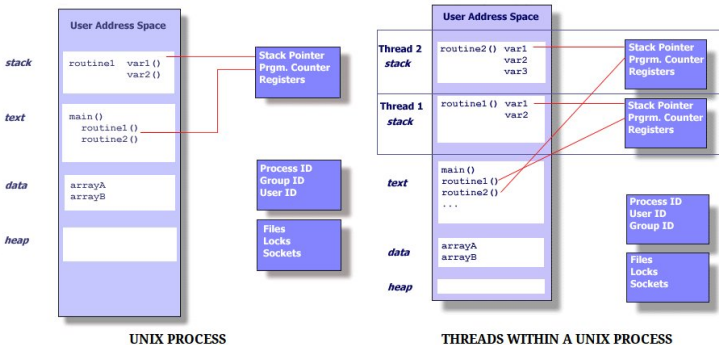 User Address Space
stack
routine1 var1()
var2()
Stack Pointer
Prgm. Counter
Registers
text
main()
routine1()
routine2()
data
arrayA
arrayB
Process ID
Group ID
User ID
heap
Files
Locks
Sockets
UNIX PROCESS
User Address Space
Thread 2
stack
routine2() var1
var2
var3
Stack Pointer
Prgrm. Counter
Registers
Thread 1
stack
routine1() var1
var2
Stack Pointer
Prgrm. Counter
Registers
text
main()
routine1()
routine2()
...
Process ID
User ID
Group ID
data
arrayA
arrayB
heap
Files
Locks
Sockets
THREADS WITHIN A UNIX PROCESS